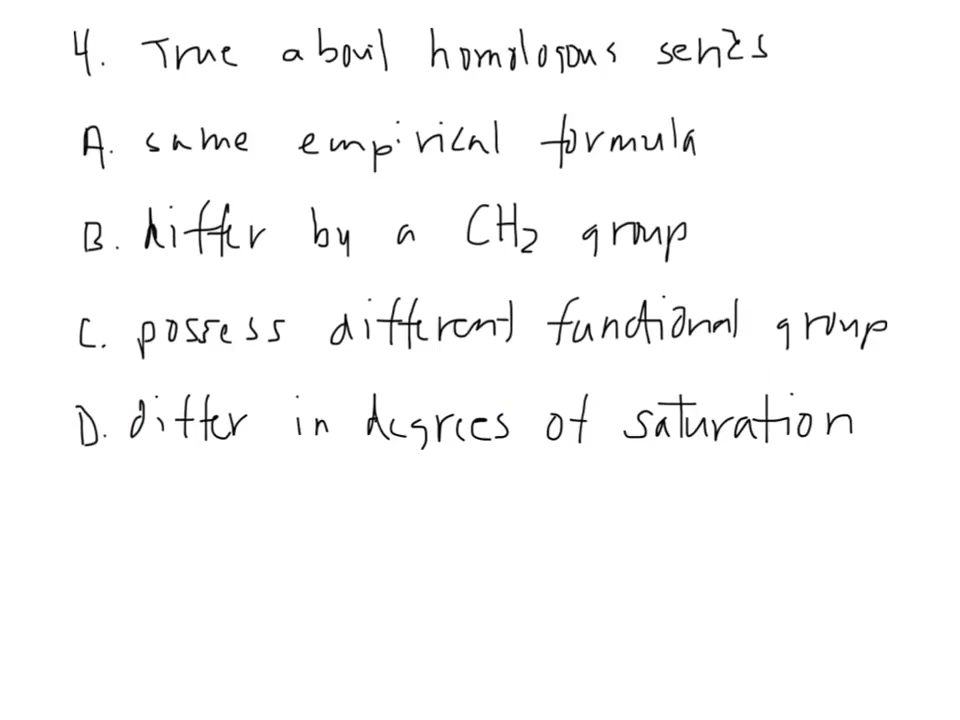 4. True about homologous series
A. same empirical formula
B. differ by a CH2 group
C. possess different functional group
D. differ in degrees of saturation